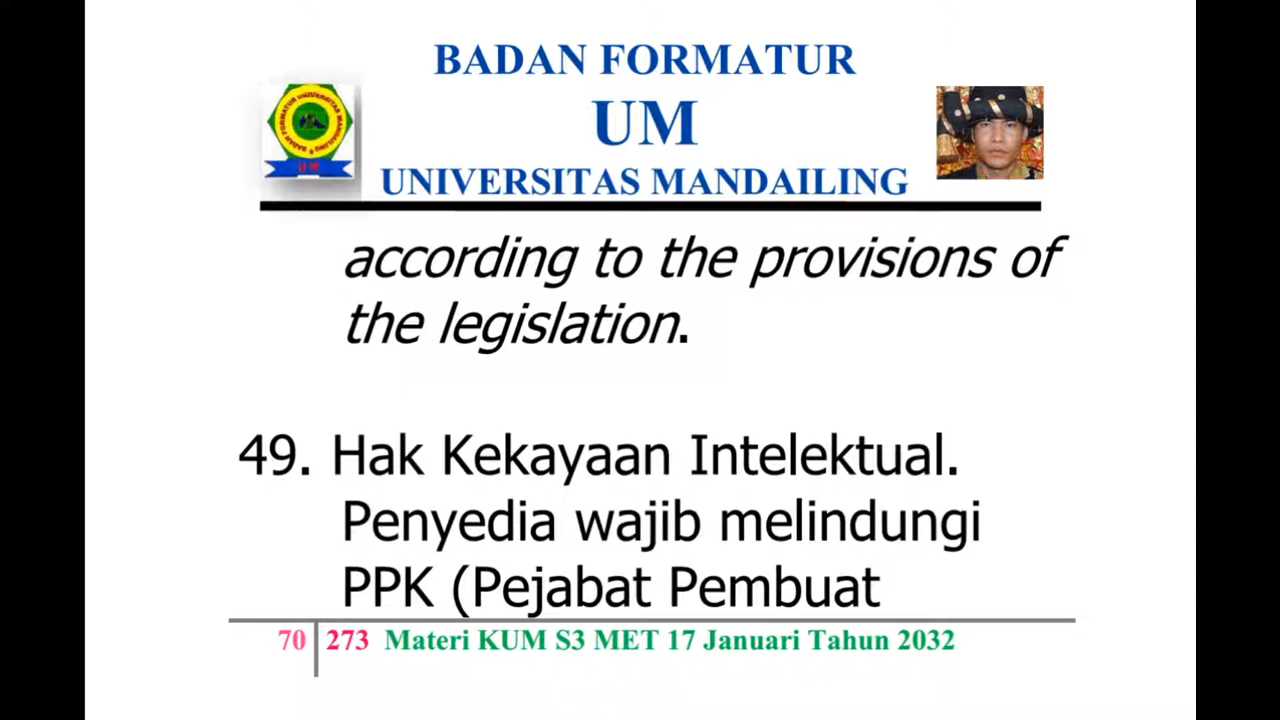 BADAN FORMATUR
UM
UNIVERSITAS MANDAILING
according to the provisions of
the legislation.
49. Hak Kekayaan Intelektual.
Penyedia wajib melindungi
PPK (Pejabat Pembuat
70 273 Materi KUM S3 MET 17 Januari Tahun 2032